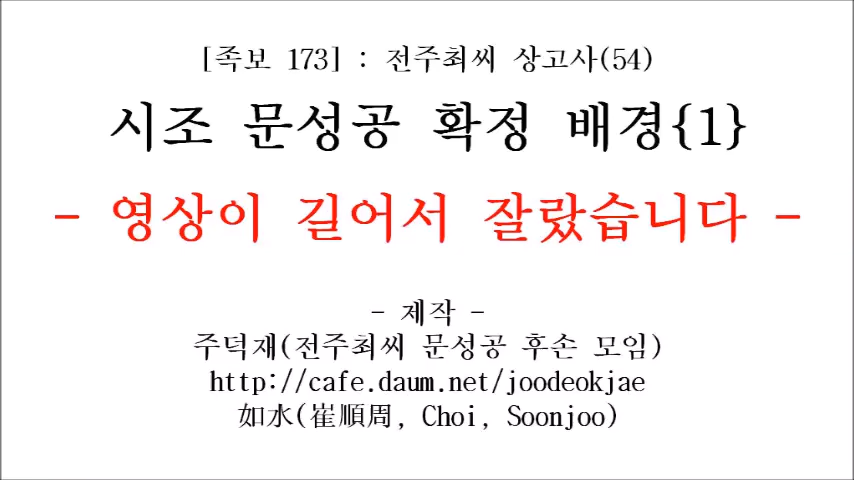 [족보 173] : 전주최씨 상고사(54)
시조 문성공 확정 배경{1}
- 영상이 길어서 잘랐습니다 -
- 제작 -
주덕재(전주최씨 문성공 후손 모임)
http://cafe.daum.net/joodeokjae
如水(崔順周, Choi, Soonjoo)